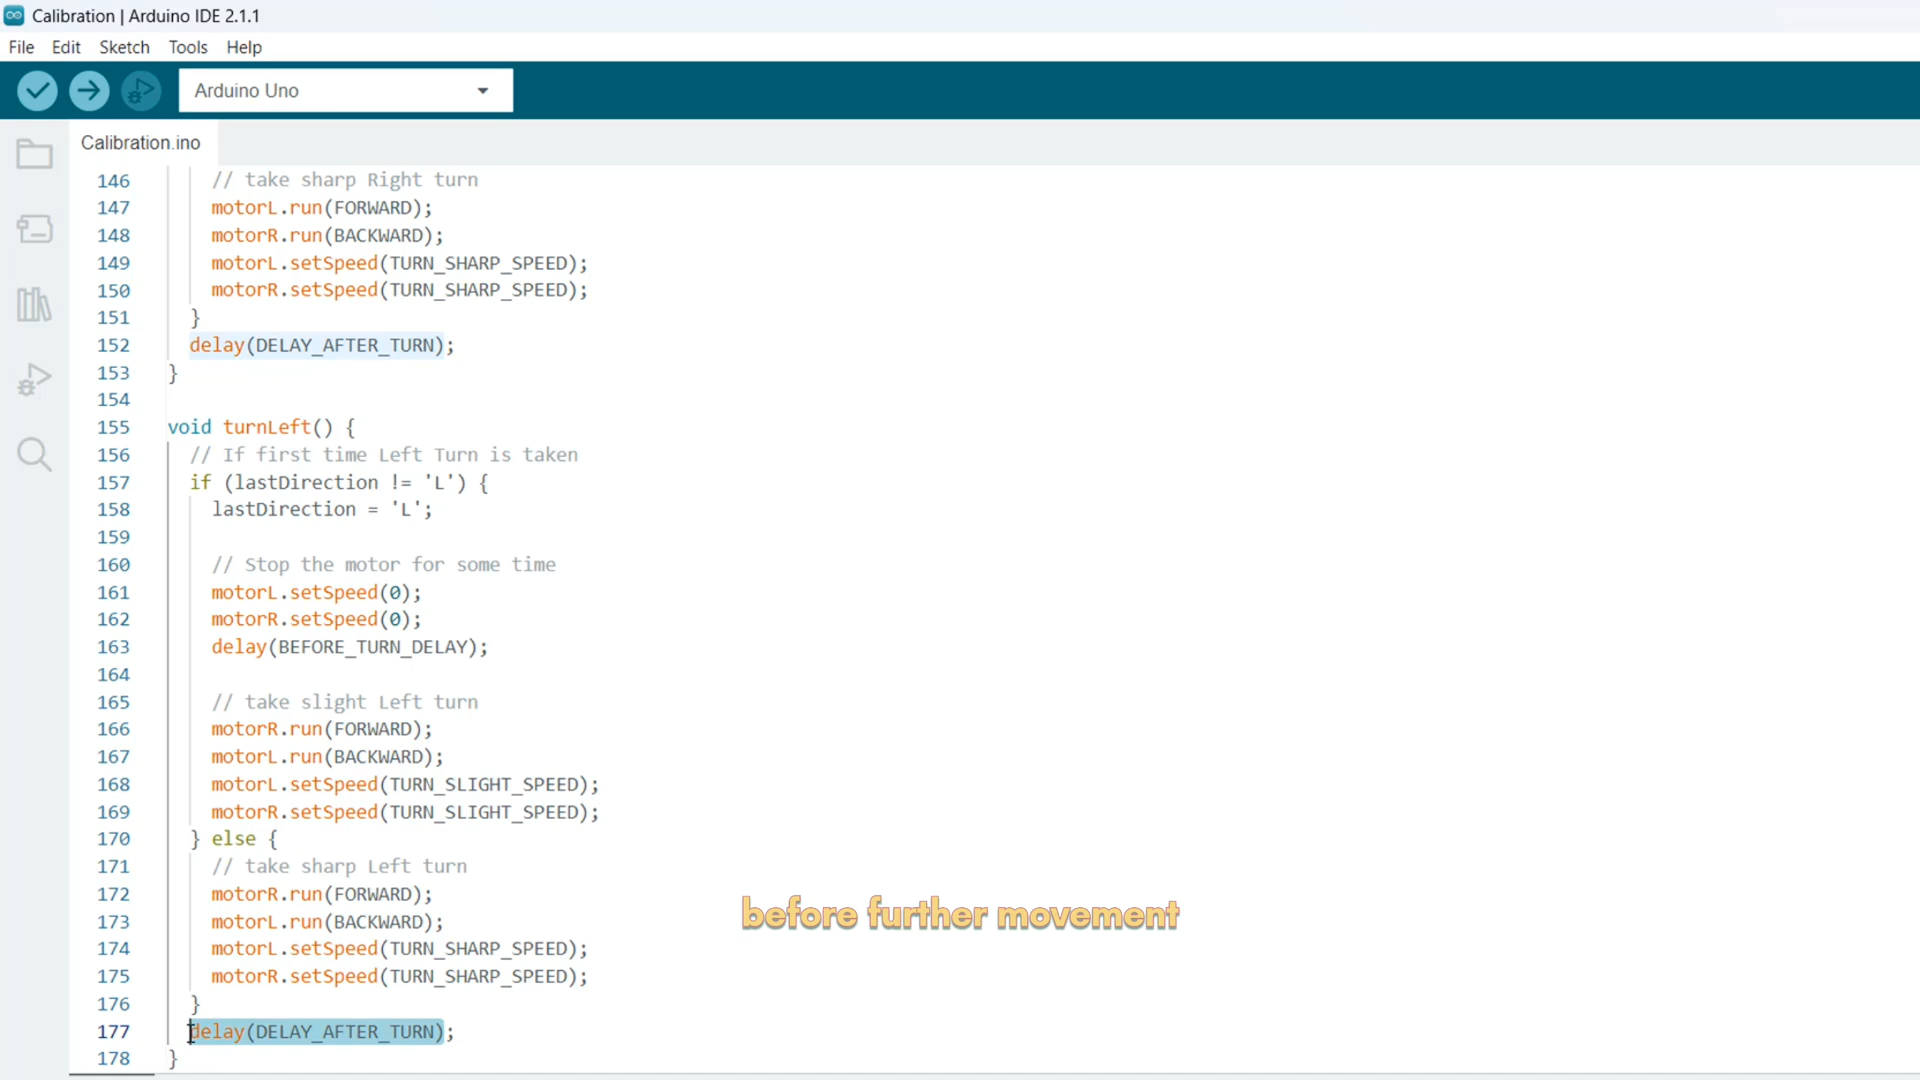 Calibration | Arduino IDE 2.1.1
File Edit Sketch Tools Help
Arduino Uno
Calibration.ino
146 // take sharp Right turn
147 motorL.run(FORWARD);
148 motorR.run(BACKWARD);
149 motorL.setSpeed(TURN_SHARP_SPEED);
150 motorR.setSpeed(TURN_SHARP_SPEED);
151 }
152 delay(DELAY_AFTER_TURN);
153 }
154
155 void turnLeft() {
156 // If first time Left Turn is taken
157 if (lastDirection != 'L') {
158 lastDirection = 'L';
159
160 // Stop the motor for some time
161 motorL.setSpeed(0);
162 motorR.setSpeed(0);
163 delay(BEFORE_TURN_DELAY);
164
165 // take slight Left turn
166 motorR.run(FORWARD);
167 motorL.run(BACKWARD);
168 motorL.setSpeed(TURN_SLIGHT_SPEED);
169 motorR.setSpeed(TURN_SLIGHT_SPEED);
170 } else {
171 // take sharp Left turn
172 motorR.run(FORWARD);
173 motorL.run(BACKWARD);
174 motorL.setSpeed(TURN_SHARP_SPEED);
175 motorR.setSpeed(TURN_SHARP_SPEED);
176 }
177 delay(DELAY_AFTER_TURN);
178 }
before further movement